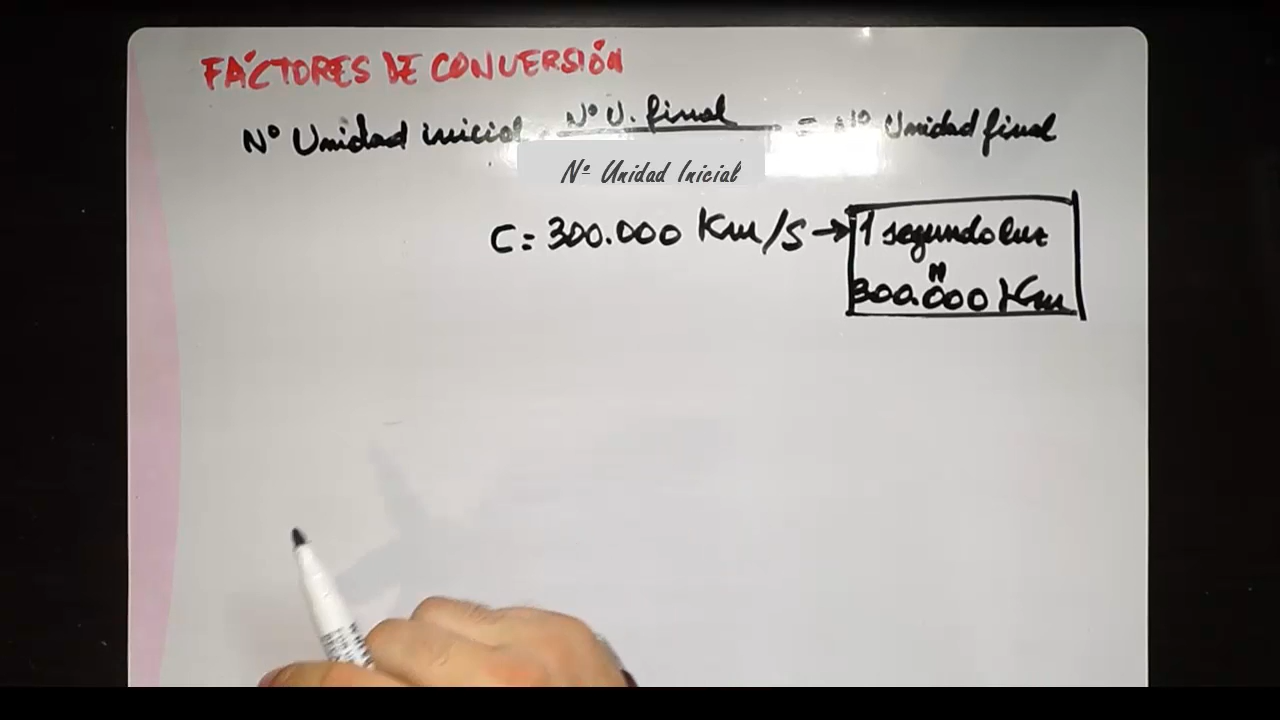 FÁCTORES DE CONVERSIÓN
Nº Unidad inicial · Nº U. final = Nº Unidad final
Nº Unidad Inicial
C = 300.000 Km/s → 1 segundo luz
"
300.000 Km